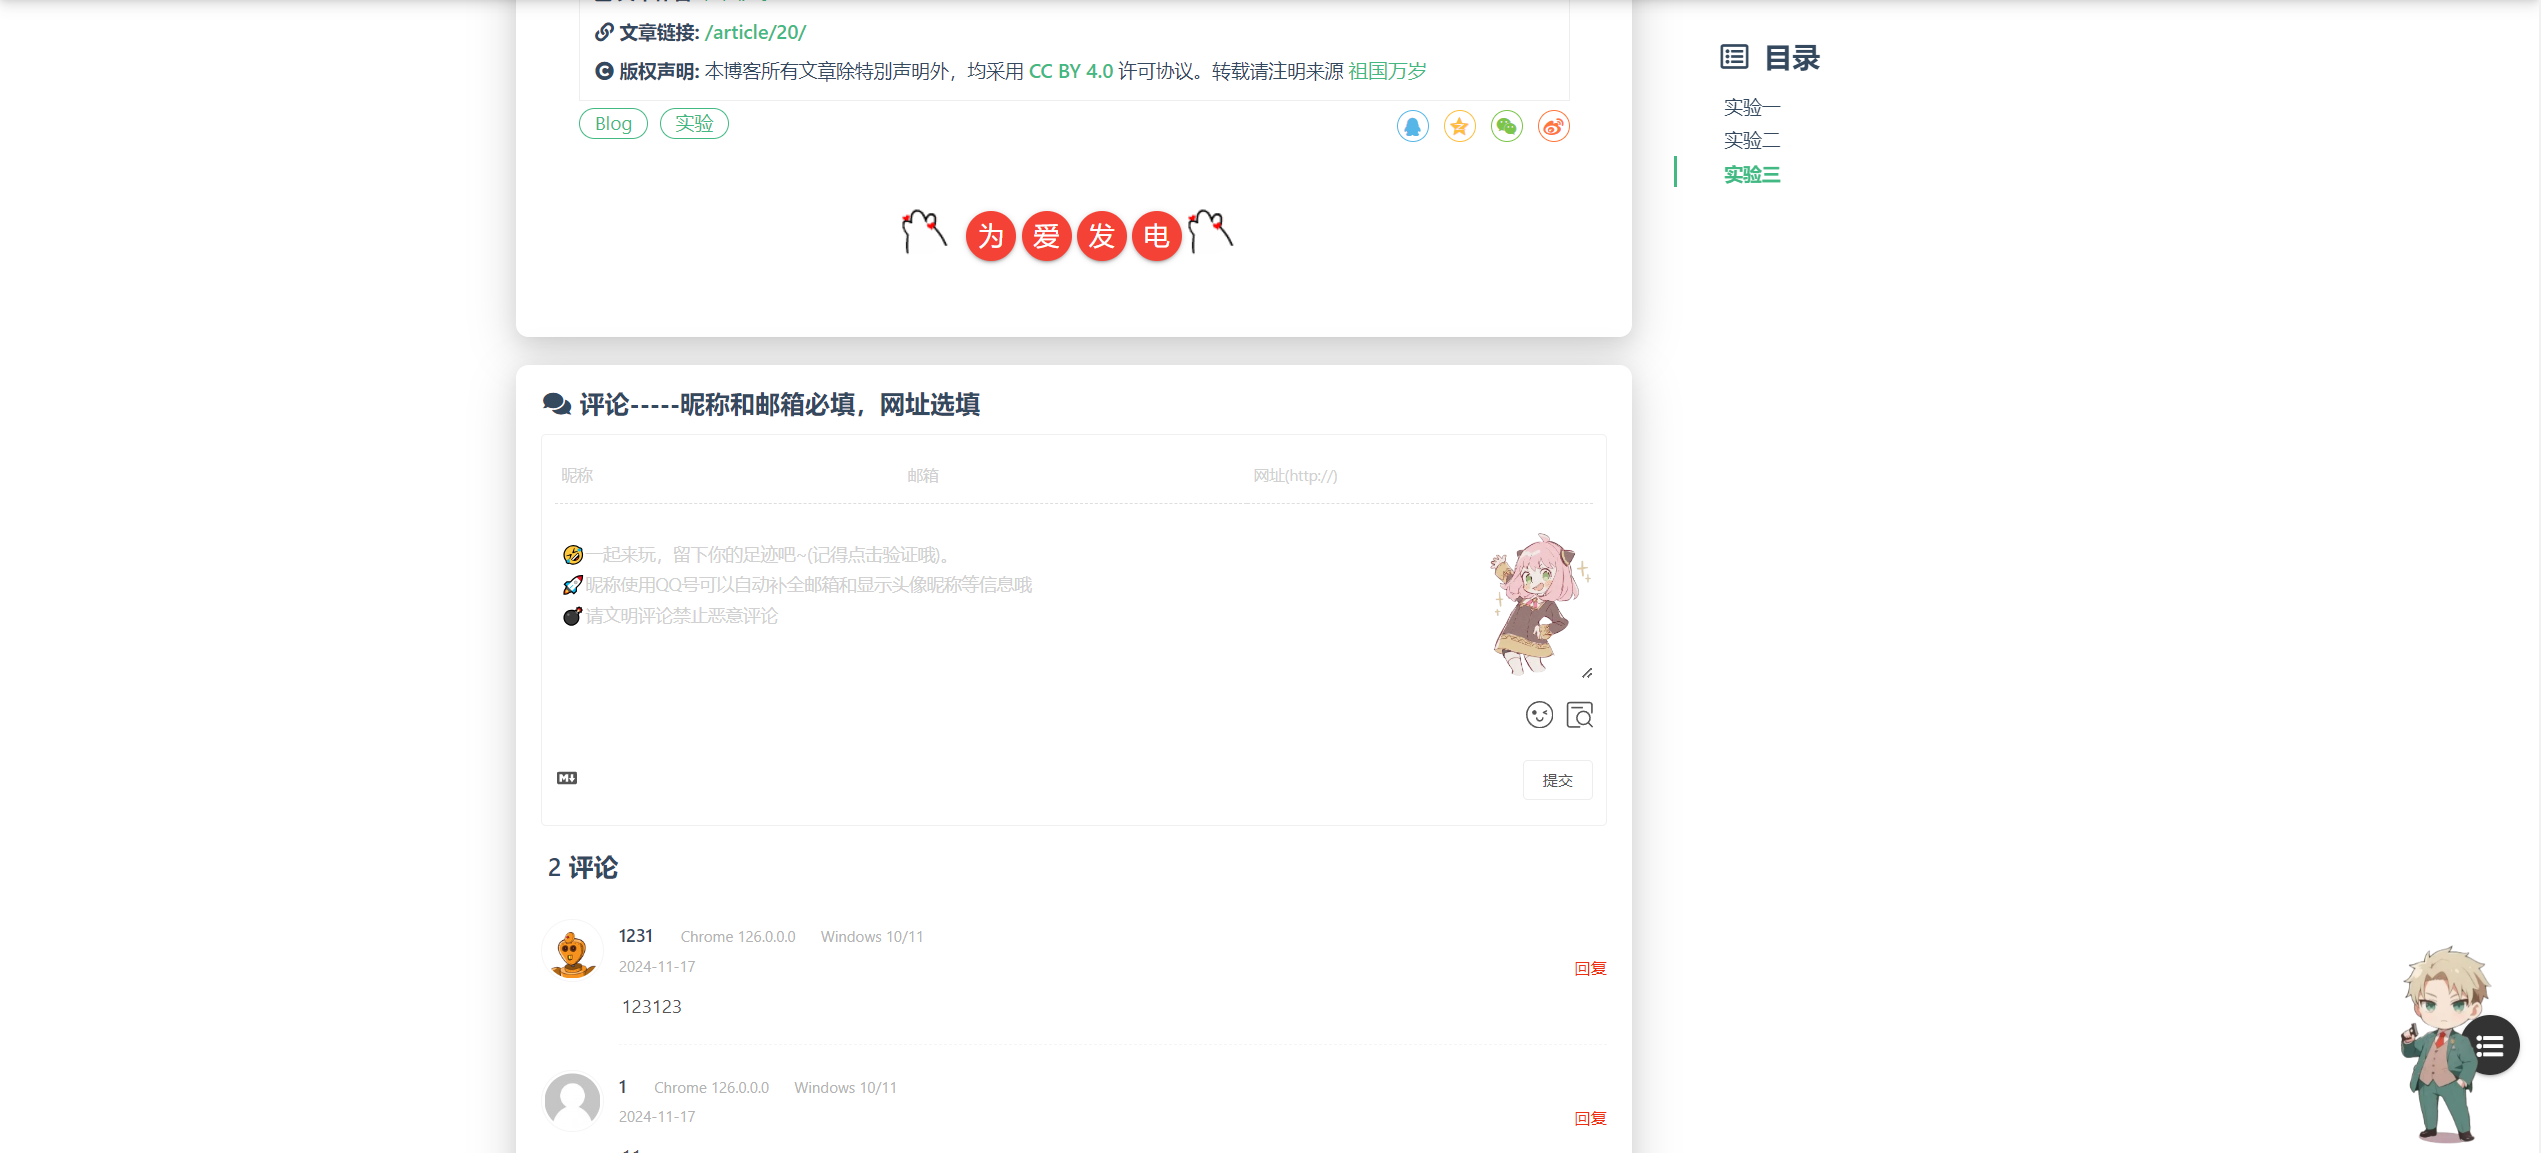 文章链接: /article/20/
版权声明: 本博客所有文章除特別声明外，均采用 CC BY 4.0 许可协议。转载请注明来源 祖国万岁
Blog 实验
为 爱 发 电
评论-----昵称和邮箱必填，网址选填
昵称 邮箱 网址(http://)
🤣一起来玩，留下你的足迹吧~(记得点击验证哦)。
🚀昵称使用QQ号可以自动补全邮箱和显示头像昵称等信息哦
💣请文明评论禁止恶意评论
提交
2 评论
1231 Chrome 126.0.0.0 Windows 10/11
2024-11-17
回复
123123
1 Chrome 126.0.0.0 Windows 10/11
2024-11-17
回复
目录
实验一
实验二
实验三